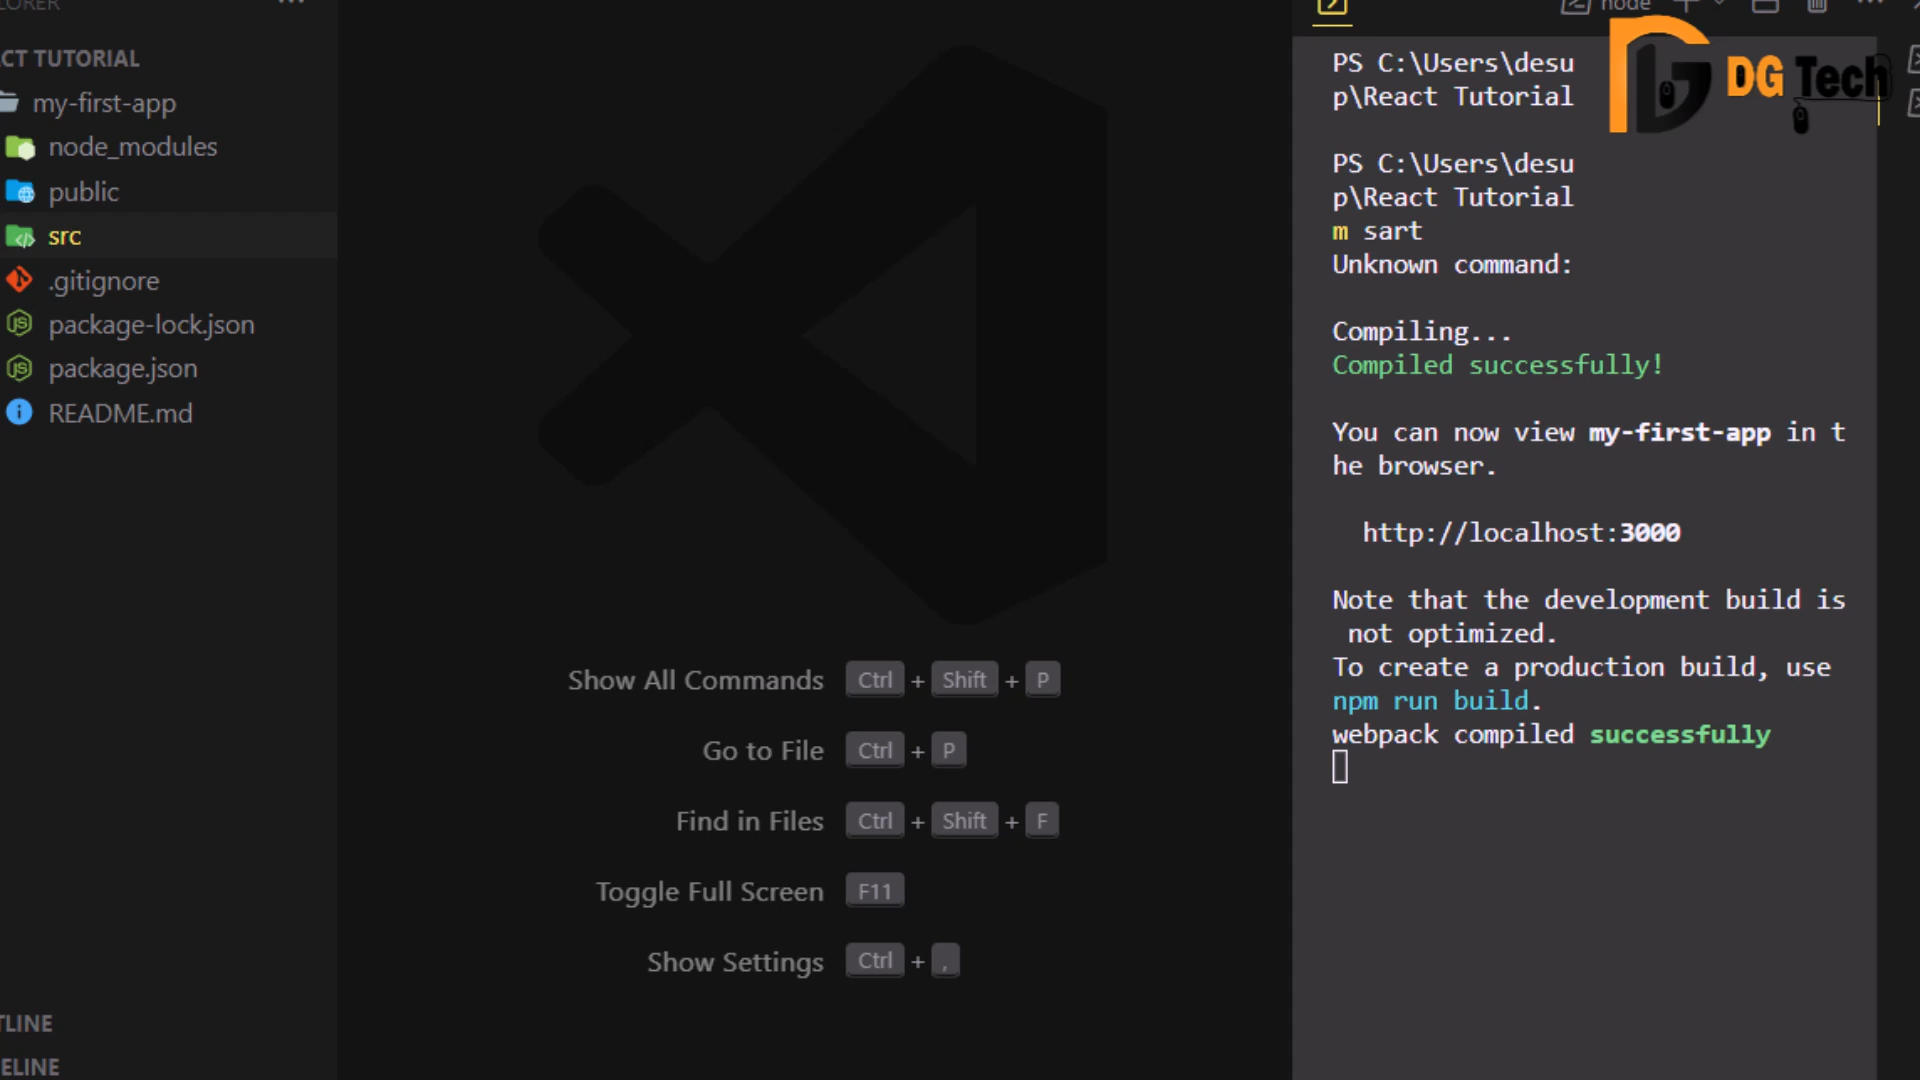 CT TUTORIAL
my-first-app
node_modules
public
src
.gitignore
package-lock.json
package.json
README.md
TLINE
ELINE
Show All Commands Ctrl + Shift + P
Go to File Ctrl + P
Find in Files Ctrl + Shift + F
Toggle Full Screen F11
Show Settings Ctrl + ,
node
DG Tech
PS C:\Users\desu
p\React Tutorial
PS C:\Users\desu
p\React Tutorial
m sart
Unknown command:
Compiling...
Compiled successfully!
You can now view my-first-app in t
he browser.
http://localhost:3000
Note that the development build is
not optimized.
To create a production build, use
npm run build.
webpack compiled successfully